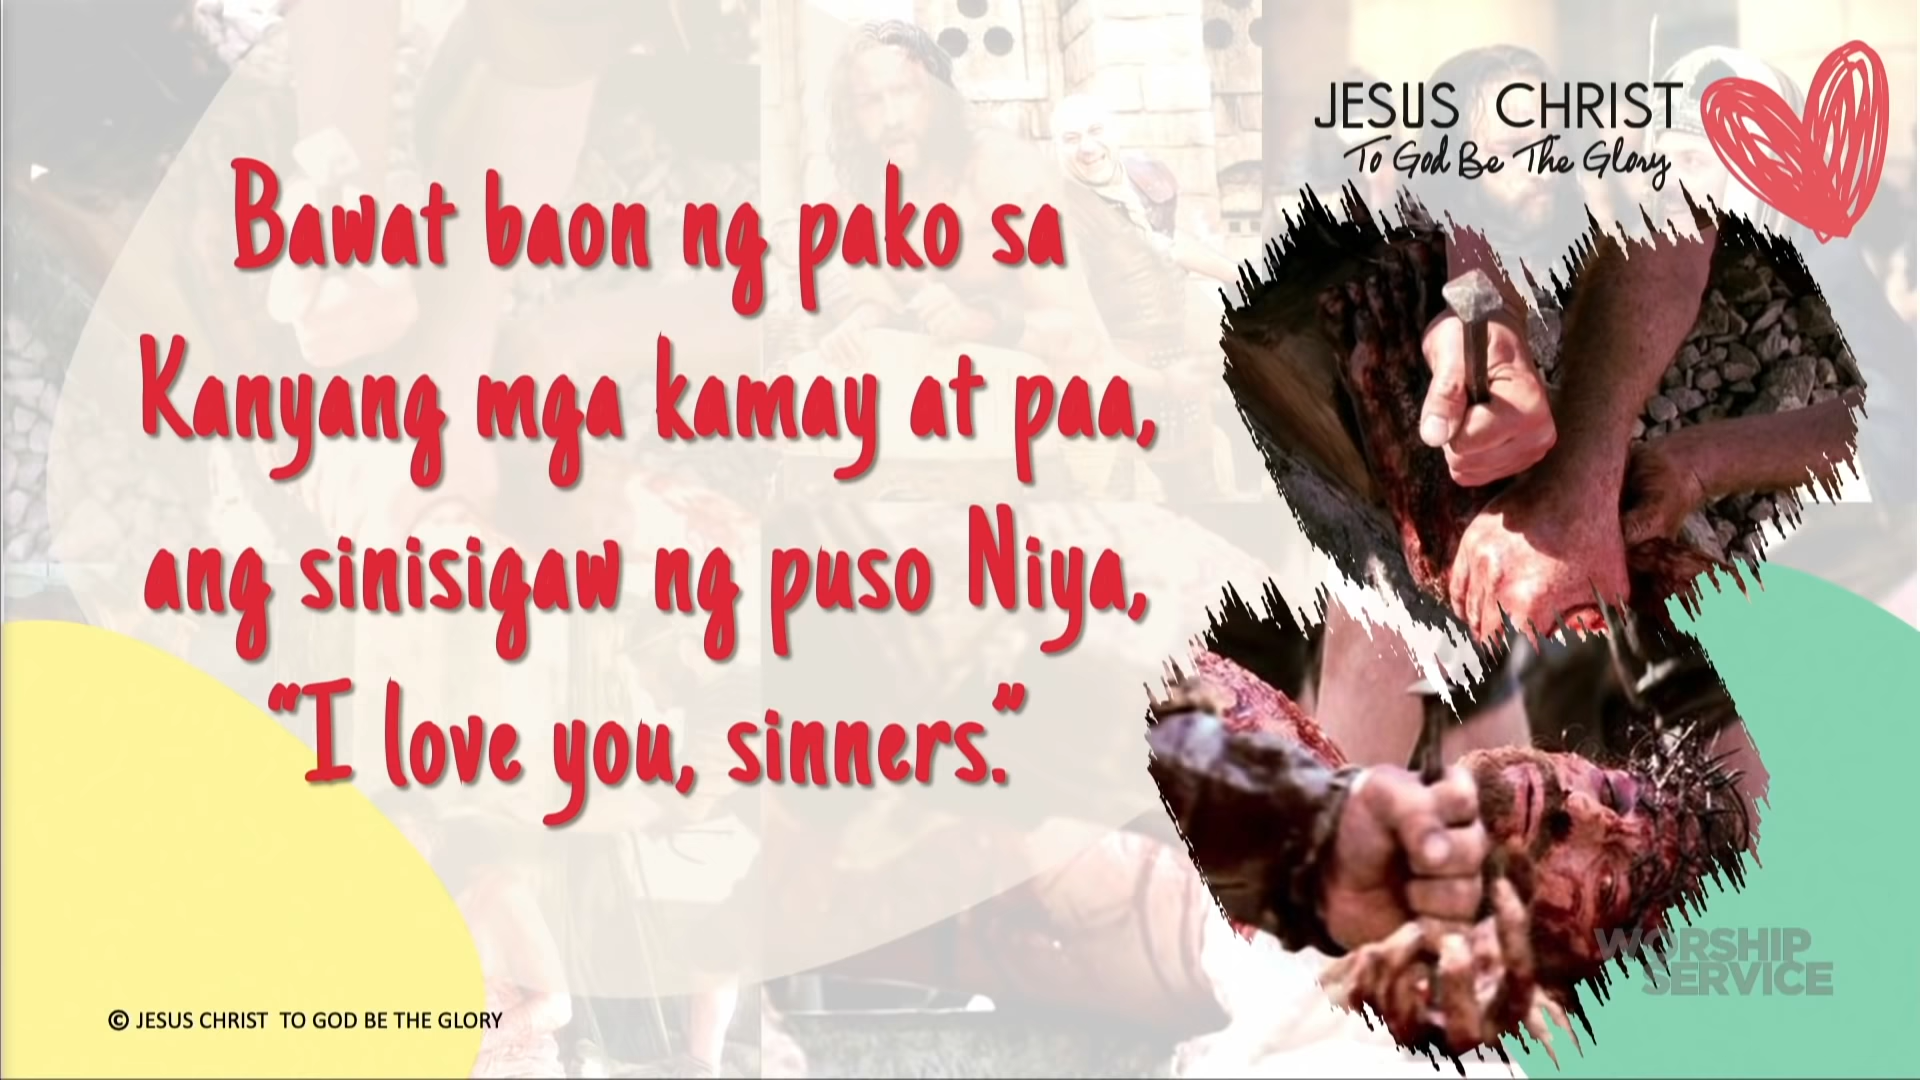 JESUS CHRIST
To God Be The Glory
Bawat baon ng pako sa
Kanyang mga kamay at paa,
ang sinisigaw ng puso Niya,
“I love you, sinners.”
WORSHIP
SERVICE
© JESUS CHRIST TO GOD BE THE GLORY